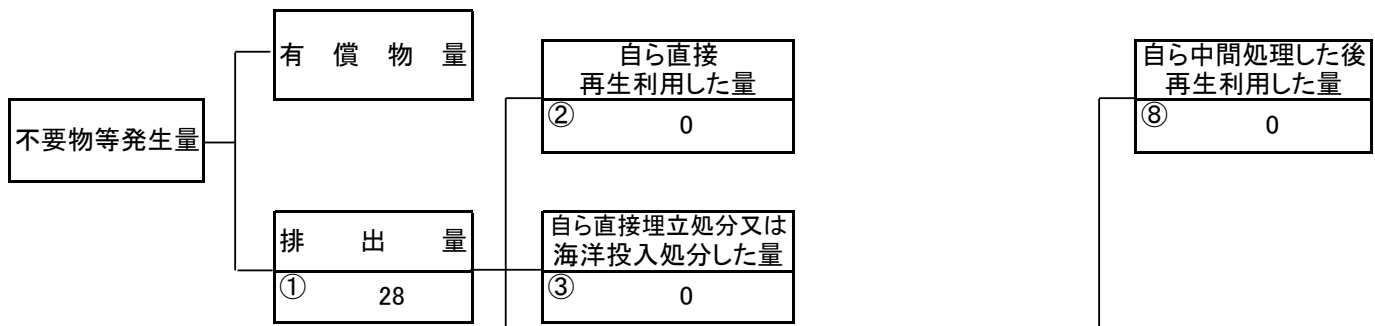 有償物量
自ら直接
再生利用した量
②
0
自ら中間処理した後
再生利用した量
⑧
0
不要物等発生量
排出量
①
28
自ら直接埋立処分又は
海洋投入処分した量
③
0